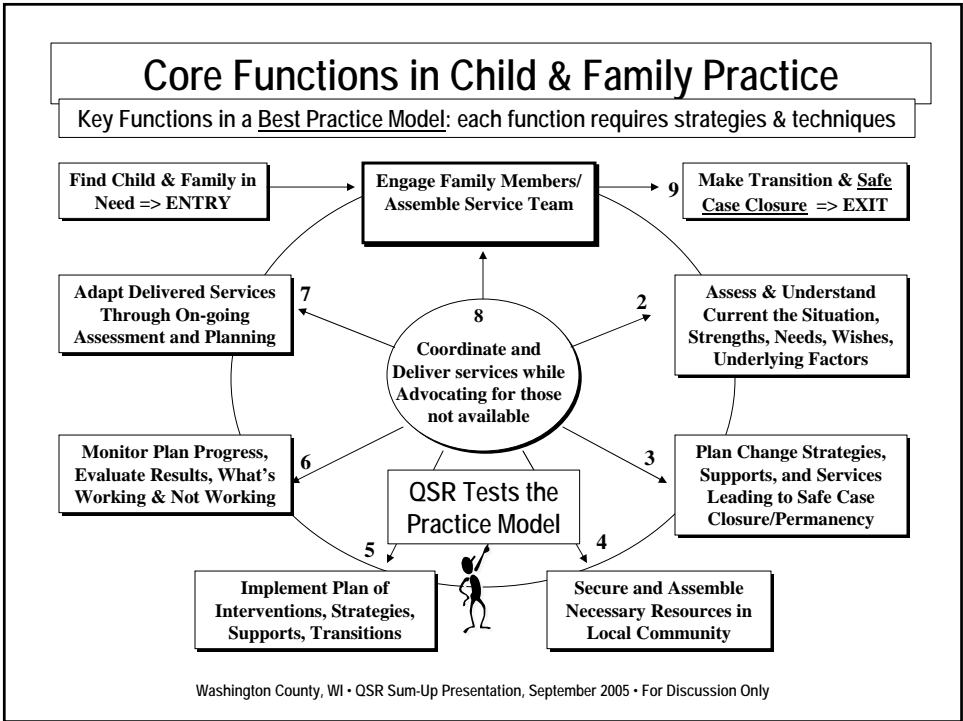 Core Functions in Child & Family Practice
Key Functions in a Best Practice Model: each function requires strategies & techniques
Find Child & Family in
Need => ENTRY
Engage Family Members/
Assemble Service Team
9
Make Transition & Safe
Case Closure => EXIT
Adapt Delivered Services
Through On-going
Assessment and Planning
7
8
Coordinate and
Deliver services while
Advocating for those
not available
2
Assess & Understand
Current the Situation,
Strengths, Needs, Wishes,
Underlying Factors
Monitor Plan Progress,
Evaluate Results, What's
Working & Not Working
6
3
Plan Change Strategies,
Supports, and Services
Leading to Safe Case
Closure/Permanency
QSR Tests the
Practice Model
5
Implement Plan of
Interventions, Strategies,
Supports, Transitions
4
Secure and Assemble
Necessary Resources in
Local Community
Washington County, WI • QSR Sum-Up Presentation, September 2005 • For Discussion Only